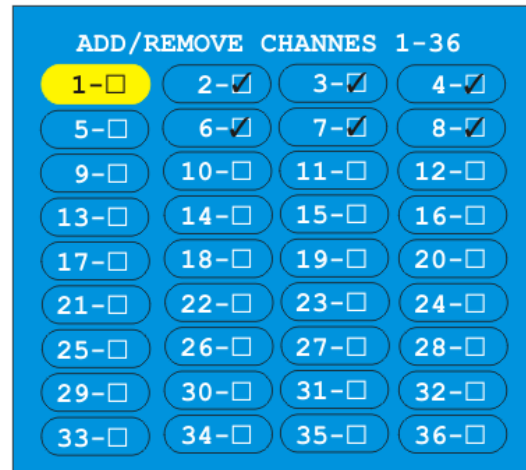 ADD/REMOVE CHANNES 1-36
1-☐ 2-☑ 3-☑ 4-☑
5-☐ 6-☑ 7-☑ 8-☑
9-☐ 10-☐ 11-☐ 12-☐
13-☐ 14-☐ 15-☐ 16-☐
17-☐ 18-☐ 19-☐ 20-☐
21-☐ 22-☐ 23-☐ 24-☐
25-☐ 26-☐ 27-☐ 28-☐
29-☐ 30-☐ 31-☐ 32-☐
33-☐ 34-☐ 35-☐ 36-☐